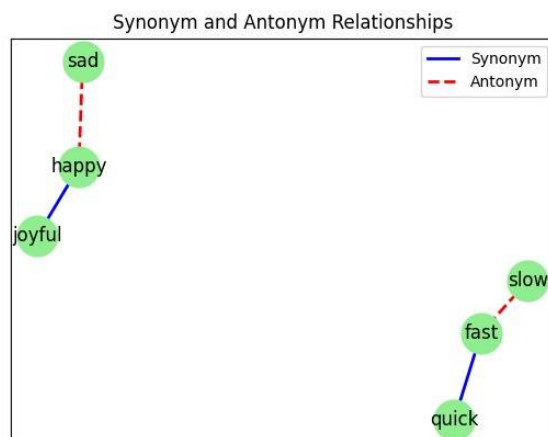 Synonym and Antonym Relationships
sad
Synonym
Antonym
happy
joyful
slow
fast
quick